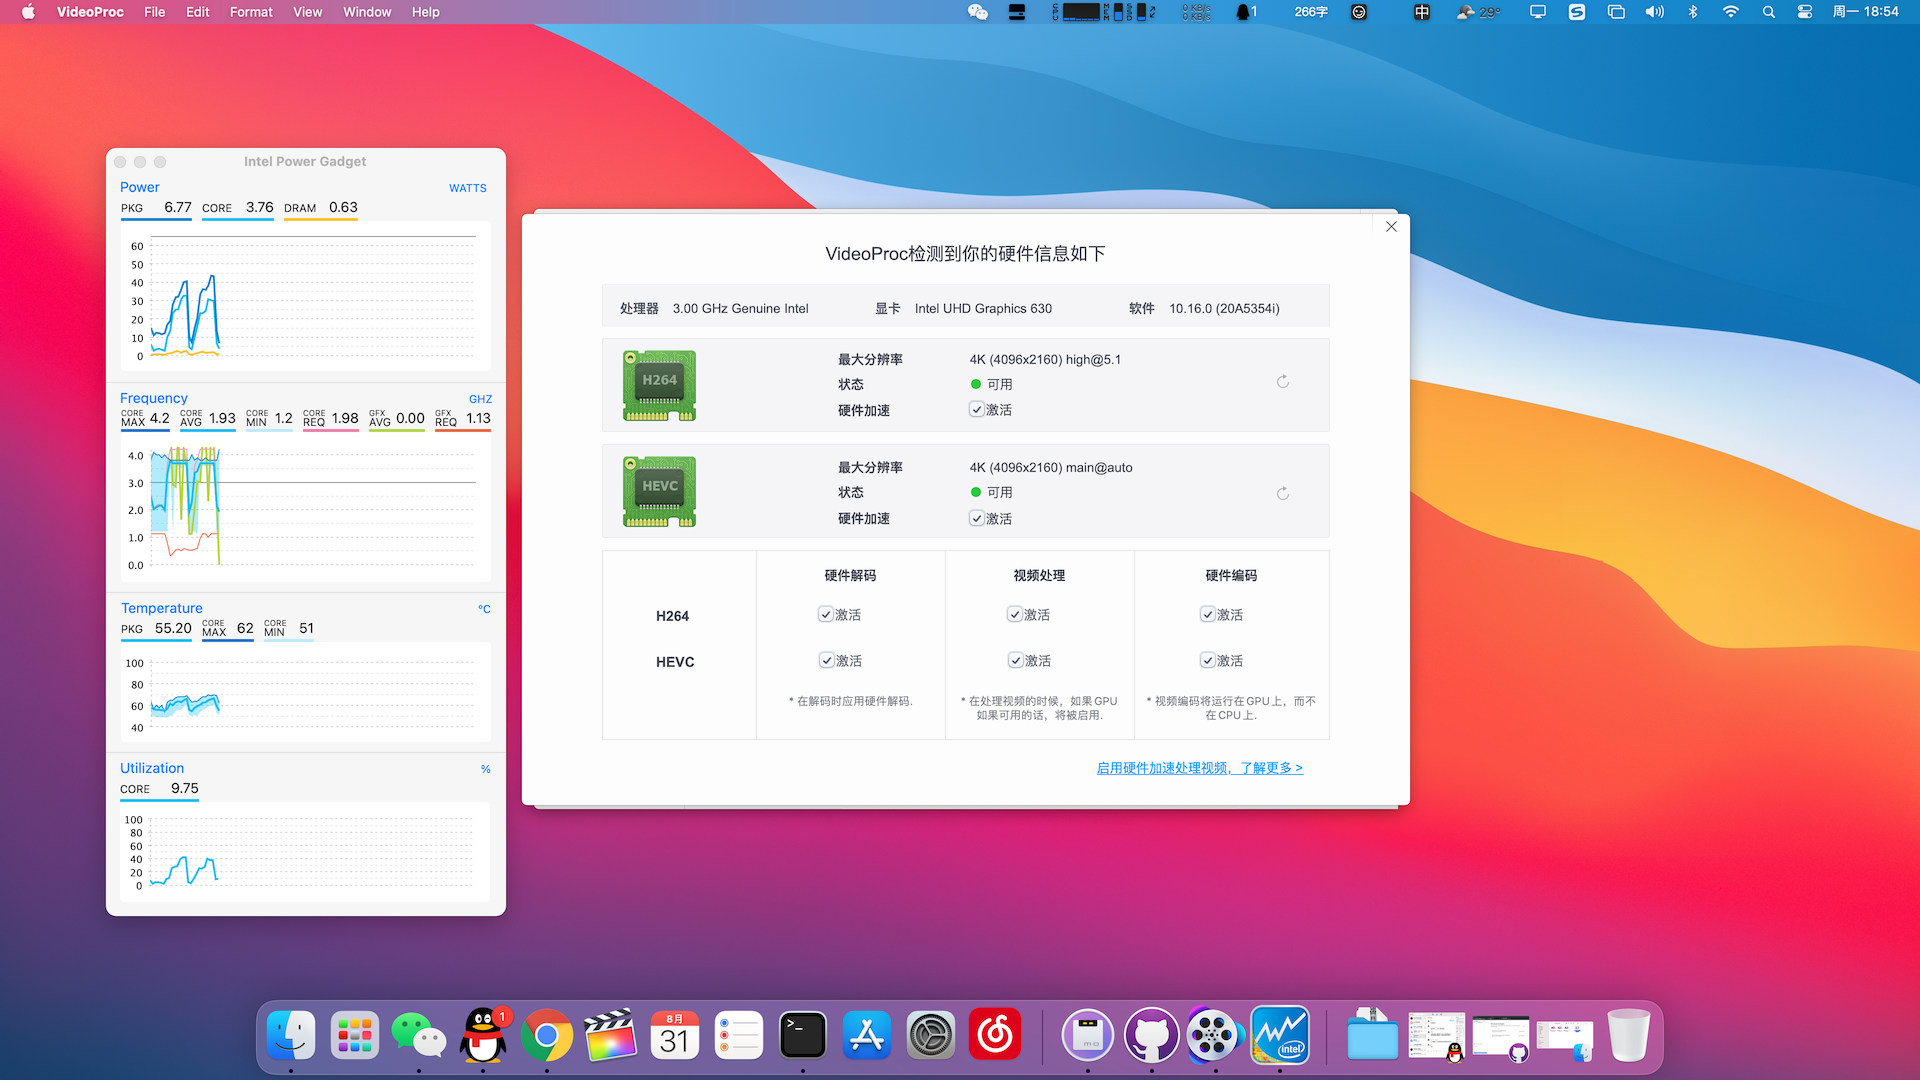 VideoProc File Edit Format View Window Help
0 KB/s
0 KB/s
1
266字
中
29°
周一 18:54
Intel Power Gadget
Power WATTS
PKG 6.77 CORE 3.76 DRAM 0.63
60
50
40
30
20
10
0
Frequency GHZ
CORE MAX 4.2 CORE AVG 1.93 CORE MIN 1.2 CORE REQ 1.98 GFX AVG 0.00 GFX REQ 1.13
4.0
3.0
2.0
1.0
0.0
Temperature °C
PKG 55.20 CORE MAX 62 CORE MIN 51
100
80
60
40
Utilization %
CORE 9.75
100
80
60
40
20
0
VideoProc检测到你的硬件信息如下
处理器 3.00 GHz Genuine Intel 显卡 Intel UHD Graphics 630 软件 10.16.0 (20A5354i)
H264
最大分辨率 4K (4096x2160) high@5.1
状态 可用
硬件加速 激活
HEVC
最大分辨率 4K (4096x2160) main@auto
状态 可用
硬件加速 激活
硬件解码 视频处理 硬件编码
H264 激活 激活 激活
HEVC 激活 激活 激活
* 在解码时应用硬件解码.
* 在处理视频的时候，如果 GPU
如果可用的话，将被启用.
* 视频编码将运行在 GPU 上，而不
在 CPU 上.
启用硬件加速处理视频，了解更多 >
1
8月
31
>_
intel